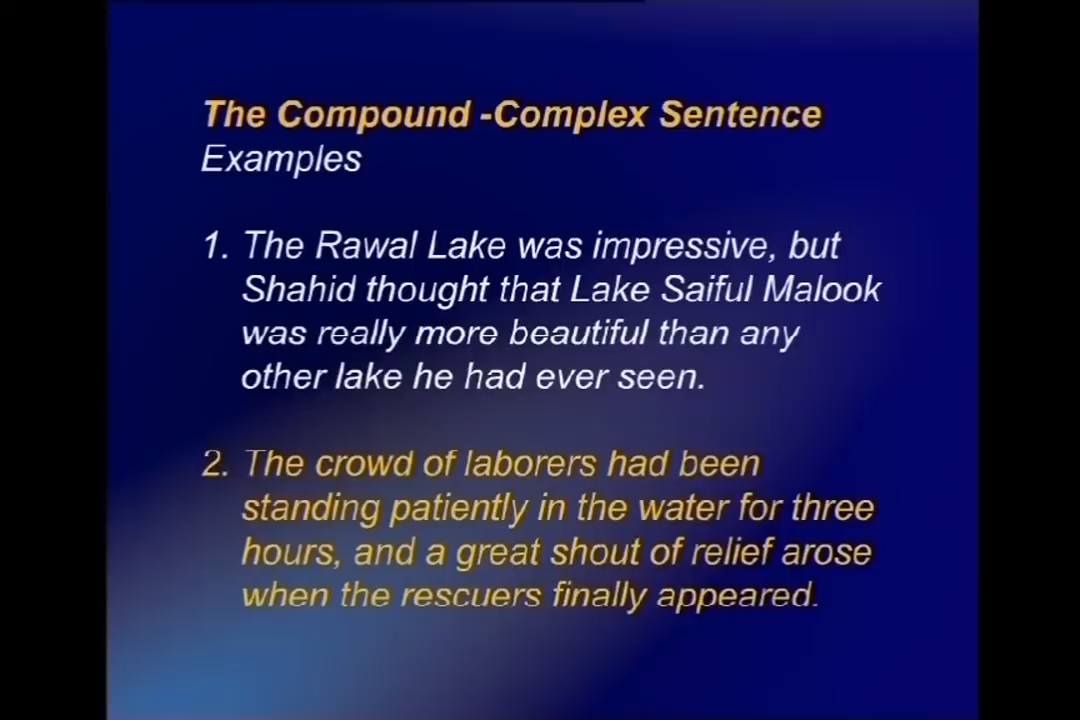 The Compound -Complex Sentence
Examples
1. The Rawal Lake was impressive, but
Shahid thought that Lake Saiful Malook
was really more beautiful than any
other lake he had ever seen.
2. The crowd of laborers had been
standing patiently in the water for three
hours, and a great shout of relief arose
when the rescuers finally appeared.